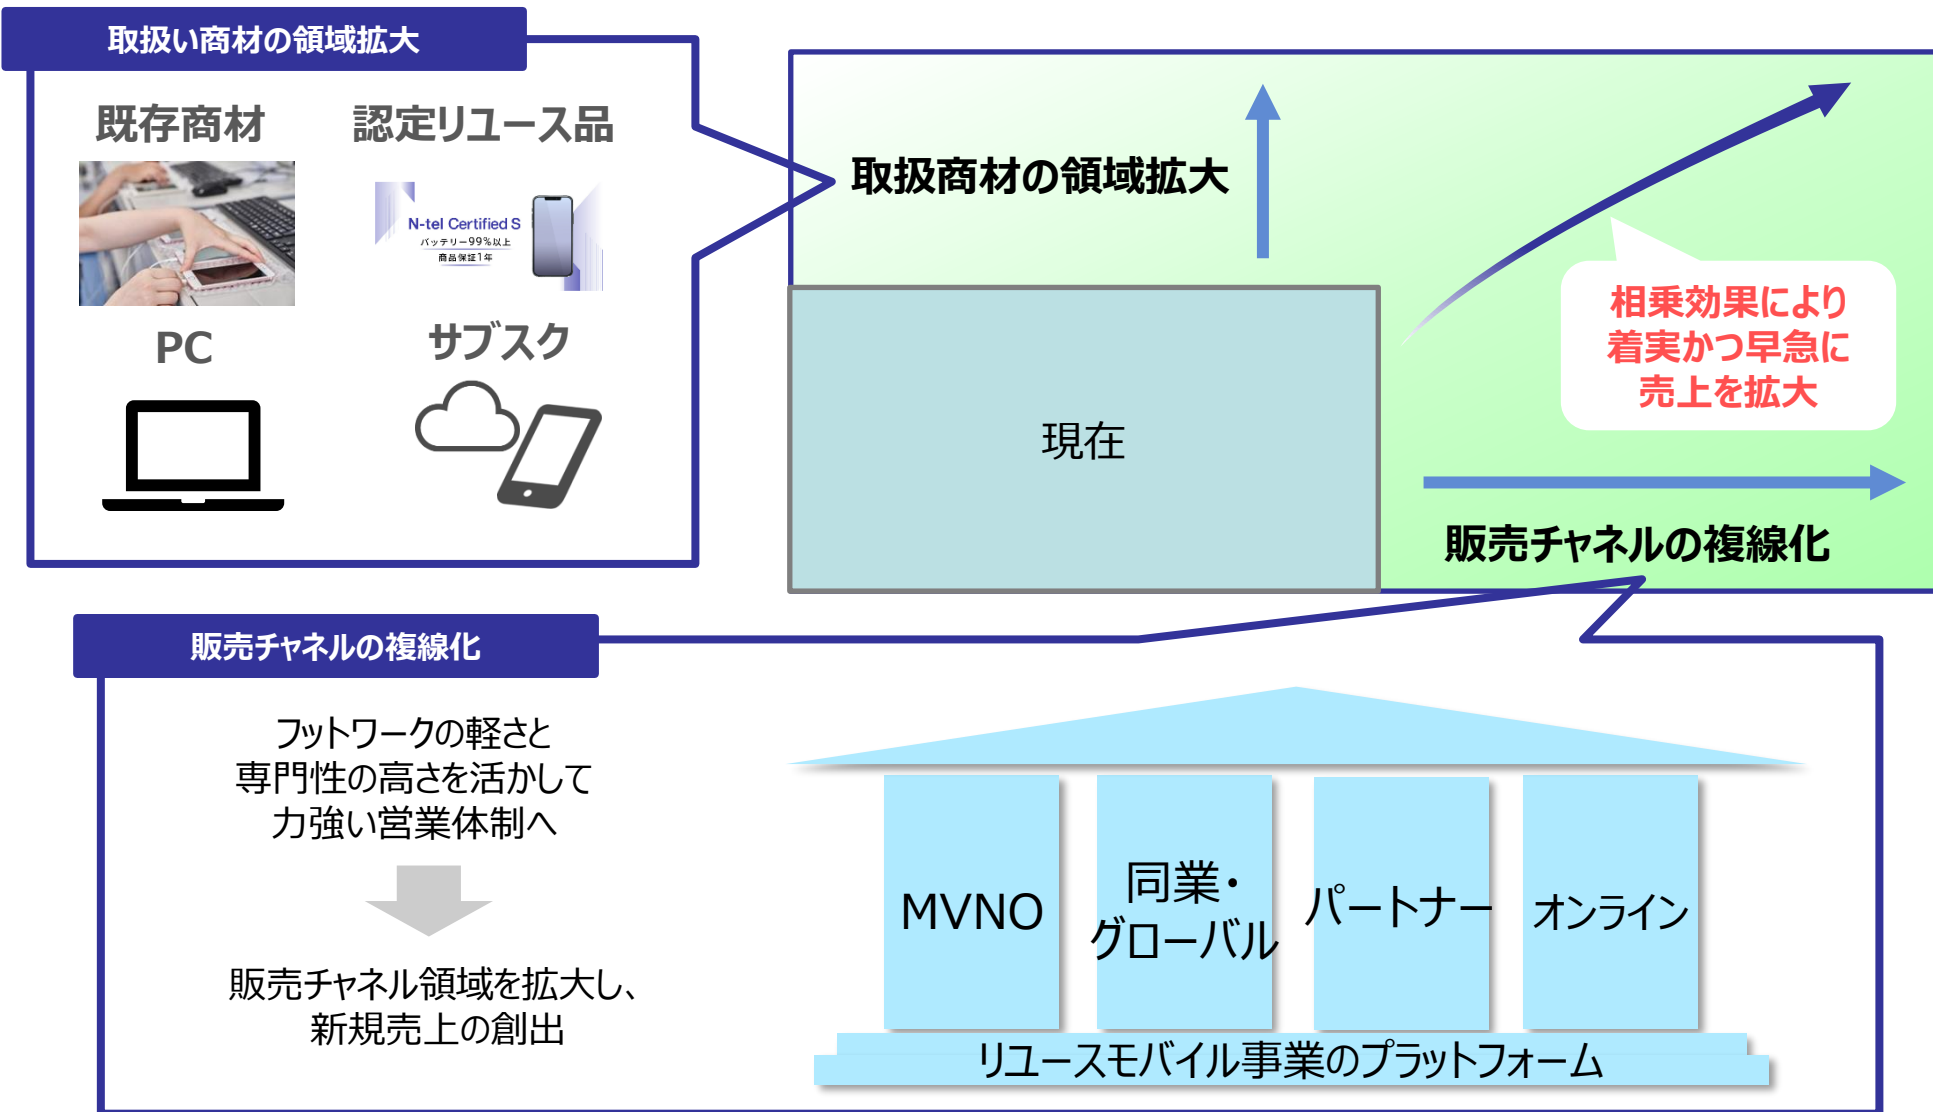 取扱い商材の領域拡大
既存商材
認定リユース品
N-tel Certified S
バッテリー99%以上
商品保証1年
PC
サブスク
取扱商材の領域拡大
現在
相乗効果により
着実かつ早急に
売上を拡大
販売チャネルの複線化
販売チャネルの複線化
フットワークの軽さと
専門性の高さを活かして
力強い営業体制へ
販売チャネル領域を拡大し、
新規売上の創出
MVNO
同業・
グローバル
パートナー
オンライン
リユースモバイル事業のプラットフォーム